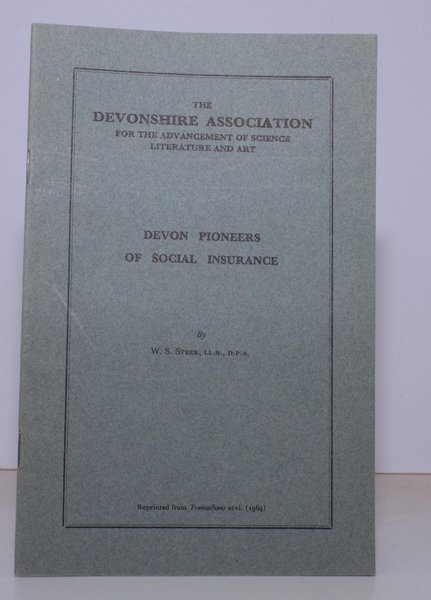 THE
DEVONSHIRE ASSOCIATION
FOR THE ADVANCEMENT OF SCIENCE
LITERATURE AND ART
DEVON PIONEERS
OF SOCIAL INSURANCE
By
W. S. STEER, LL.B., D.P.A.
Reprinted from Transactions xcvi. (1964)